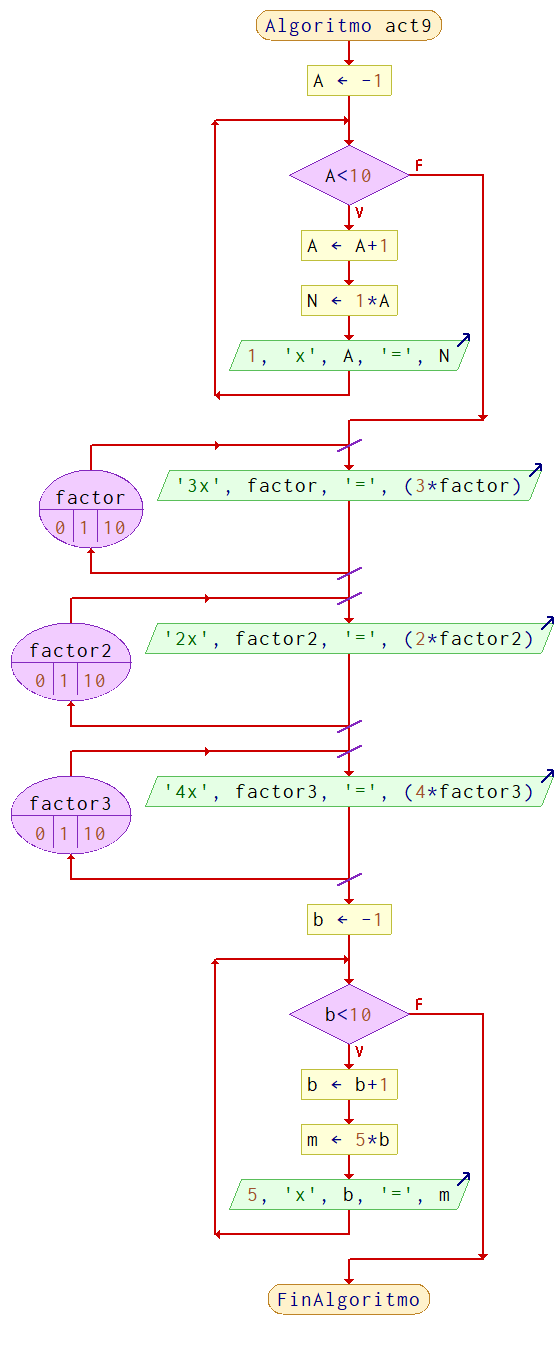 Algoritmo act9
A ← -1
A<10
F
V
A ← A+1
N ← 1*A
1, 'x', A, '=', N
factor
0 1 10
'3x', factor, '=', (3*factor)
factor2
0 1 10
'2x', factor2, '=', (2*factor2)
factor3
0 1 10
'4x', factor3, '=', (4*factor3)
b ← -1
b<10
F
V
b ← b+1
m ← 5*b
5, 'x', b, '=', m
FinAlgoritmo